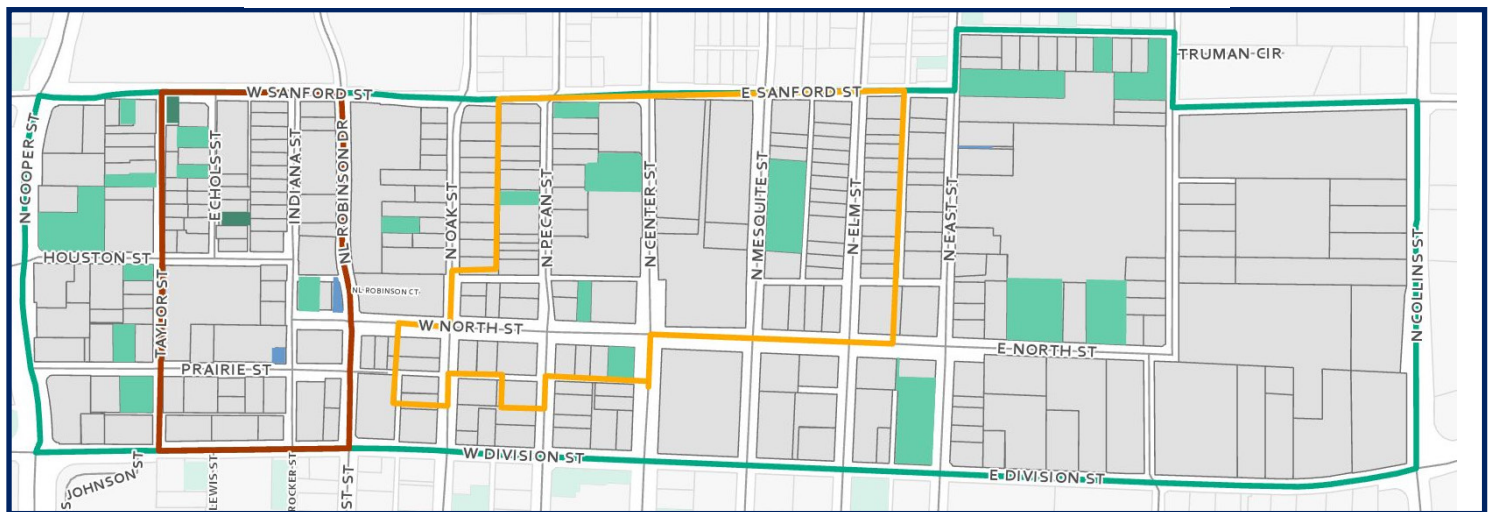 TRUMAN CIR
W SANFORD ST
E SANFORD ST
N COOPER ST
ECHOLS ST
INDIANA ST
NL ROBINSON DR
N OAK ST
N PECAN ST
N CENTER ST
N MESQUITE ST
N ELM ST
N EAST ST
N COLLINS ST
HOUSTON ST
TAYLOR ST
NL ROBINSON CT
W NORTH ST
E NORTH ST
PRAIRIE ST
W DIVISION ST
E DIVISION ST
S JOHNSON ST
LEWIS ST
ROCKER ST
ST ST